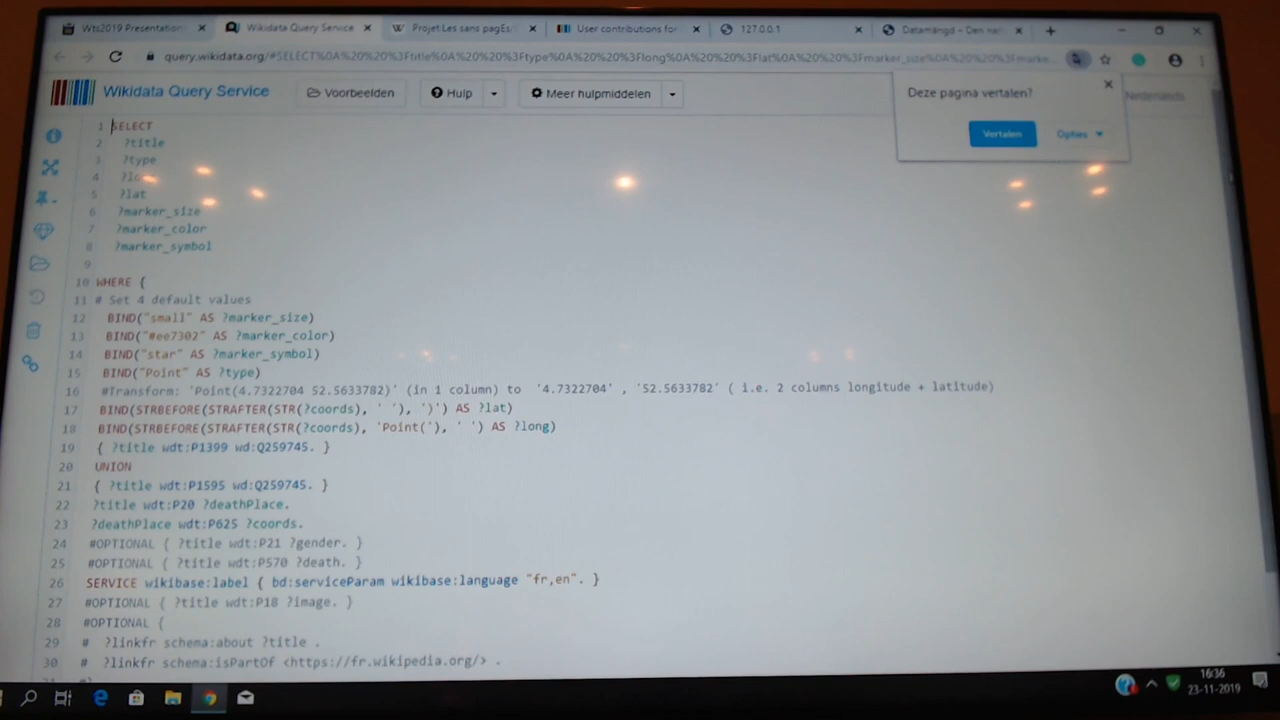 Wts2019 Presentation
Wikidata Query Service
Projet:Les sans pagEs/
User contributions for
127.0.0.1
Datamängd – Den na
query.wikidata.org/#SELECT%0A%20%20%3Ftitle%20%20%3Ftype%0A%20%20%3Flong%0A%20%20%3Flat%0A%20%20%3Fmarker_size%0A%20%20%3Fmarke...
Wikidata Query Service
Voorbeelden
Hulp
Meer hulpmiddelen
Nederlands
Deze pagina vertalen?
Vertalen
Opties
1 SELECT
2 ?title
3 ?type
4
5 ?lat
6 ?marker_size
7 ?marker_color
8 ?marker_symbol
9
10 WHERE {
11 # Set 4 default values
12 BIND("small" AS ?marker_size)
13 BIND("#ee7302" AS ?marker_color)
14 BIND("star" AS ?marker_symbol)
15 BIND("Point" AS ?type)
16 #Transform: 'Point(4.7322704 52.5633782)' (in 1 column) to '4.7322704' , '52.5633782' ( i.e. 2 columns longitude + latitude)
17 BIND(STRBEFORE(STRAFTER(STR(?coords), ' '), ')') AS ?lat)
18 BIND(STRBEFORE(STRAFTER(STR(?coords), 'Point('), ' ') AS ?long)
19 { ?title wdt:P1399 wd:Q259745. }
20 UNION
21 { ?title wdt:P1595 wd:Q259745. }
22 ?title wdt:P20 ?deathPlace.
23 ?deathPlace wdt:P625 ?coords.
24 #OPTIONAL { ?title wdt:P21 ?gender. }
25 #OPTIONAL { ?title wdt:P570 ?death. }
26 SERVICE wikibase:label { bd:serviceParam wikibase:language "fr,en". }
27 #OPTIONAL { ?title wdt:P18 ?image. }
28 #OPTIONAL {
29 # ?linkfr schema:about ?title .
30 # ?linkfr schema:isPartOf <https://fr.wikipedia.org/> .
16:36
23-11-2019